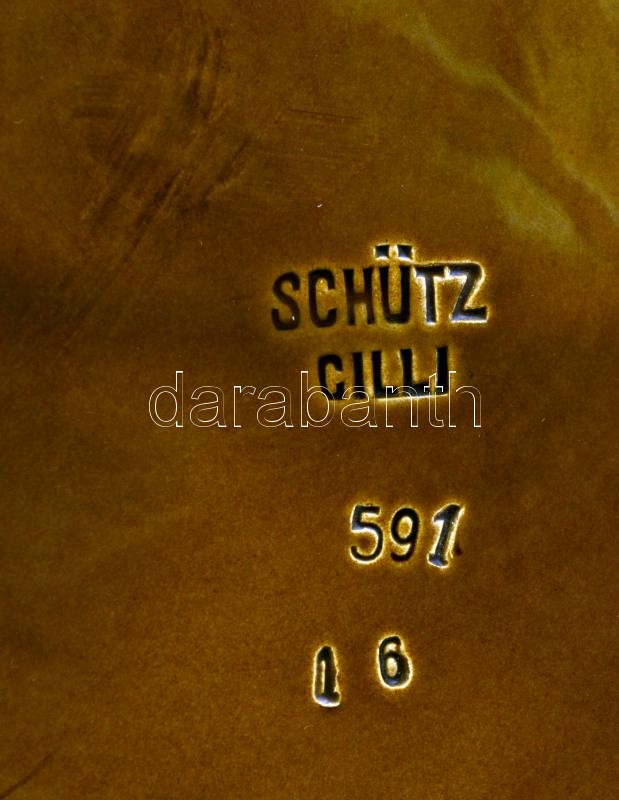 SCHÜTZ
CILLI
darabanth
591
1 6